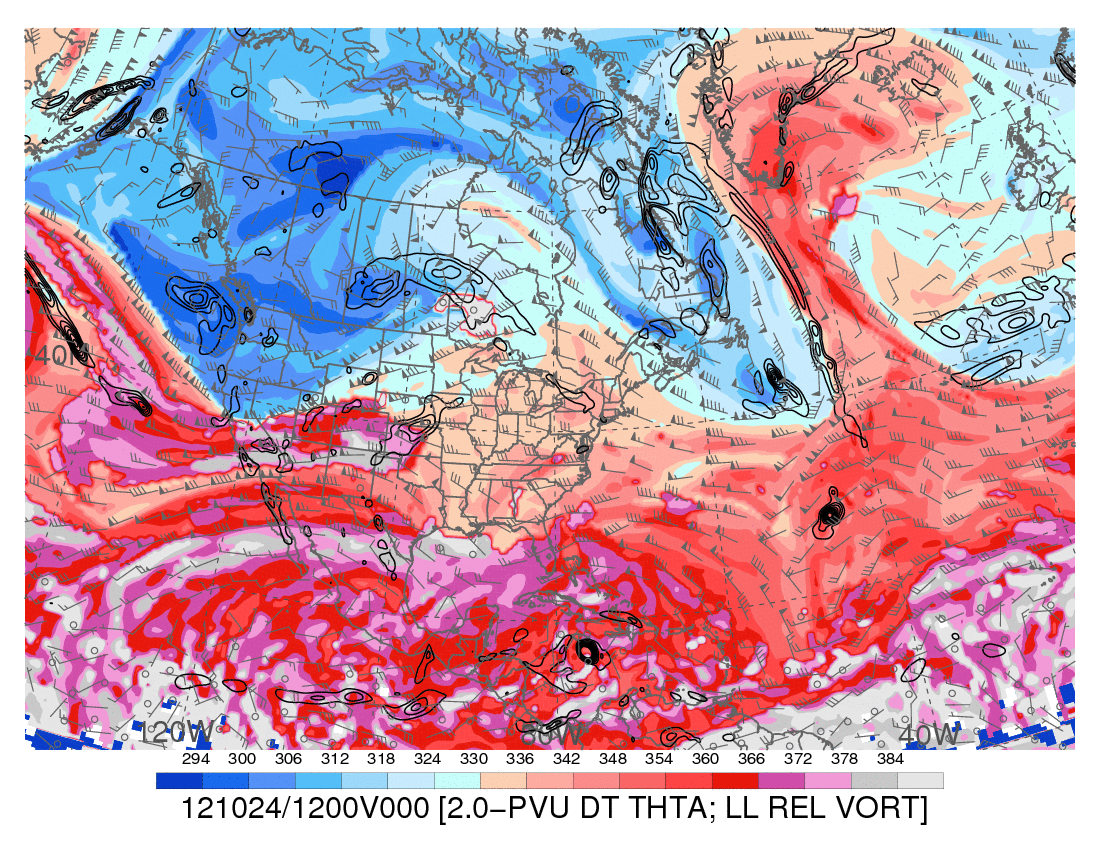 40N
120W
80W
40W
294 300 306 312 318 324 330 336 342 348 354 360 366 372 378 384
121024/1200V000 [2.0−PVU DT THTA; LL REL VORT]